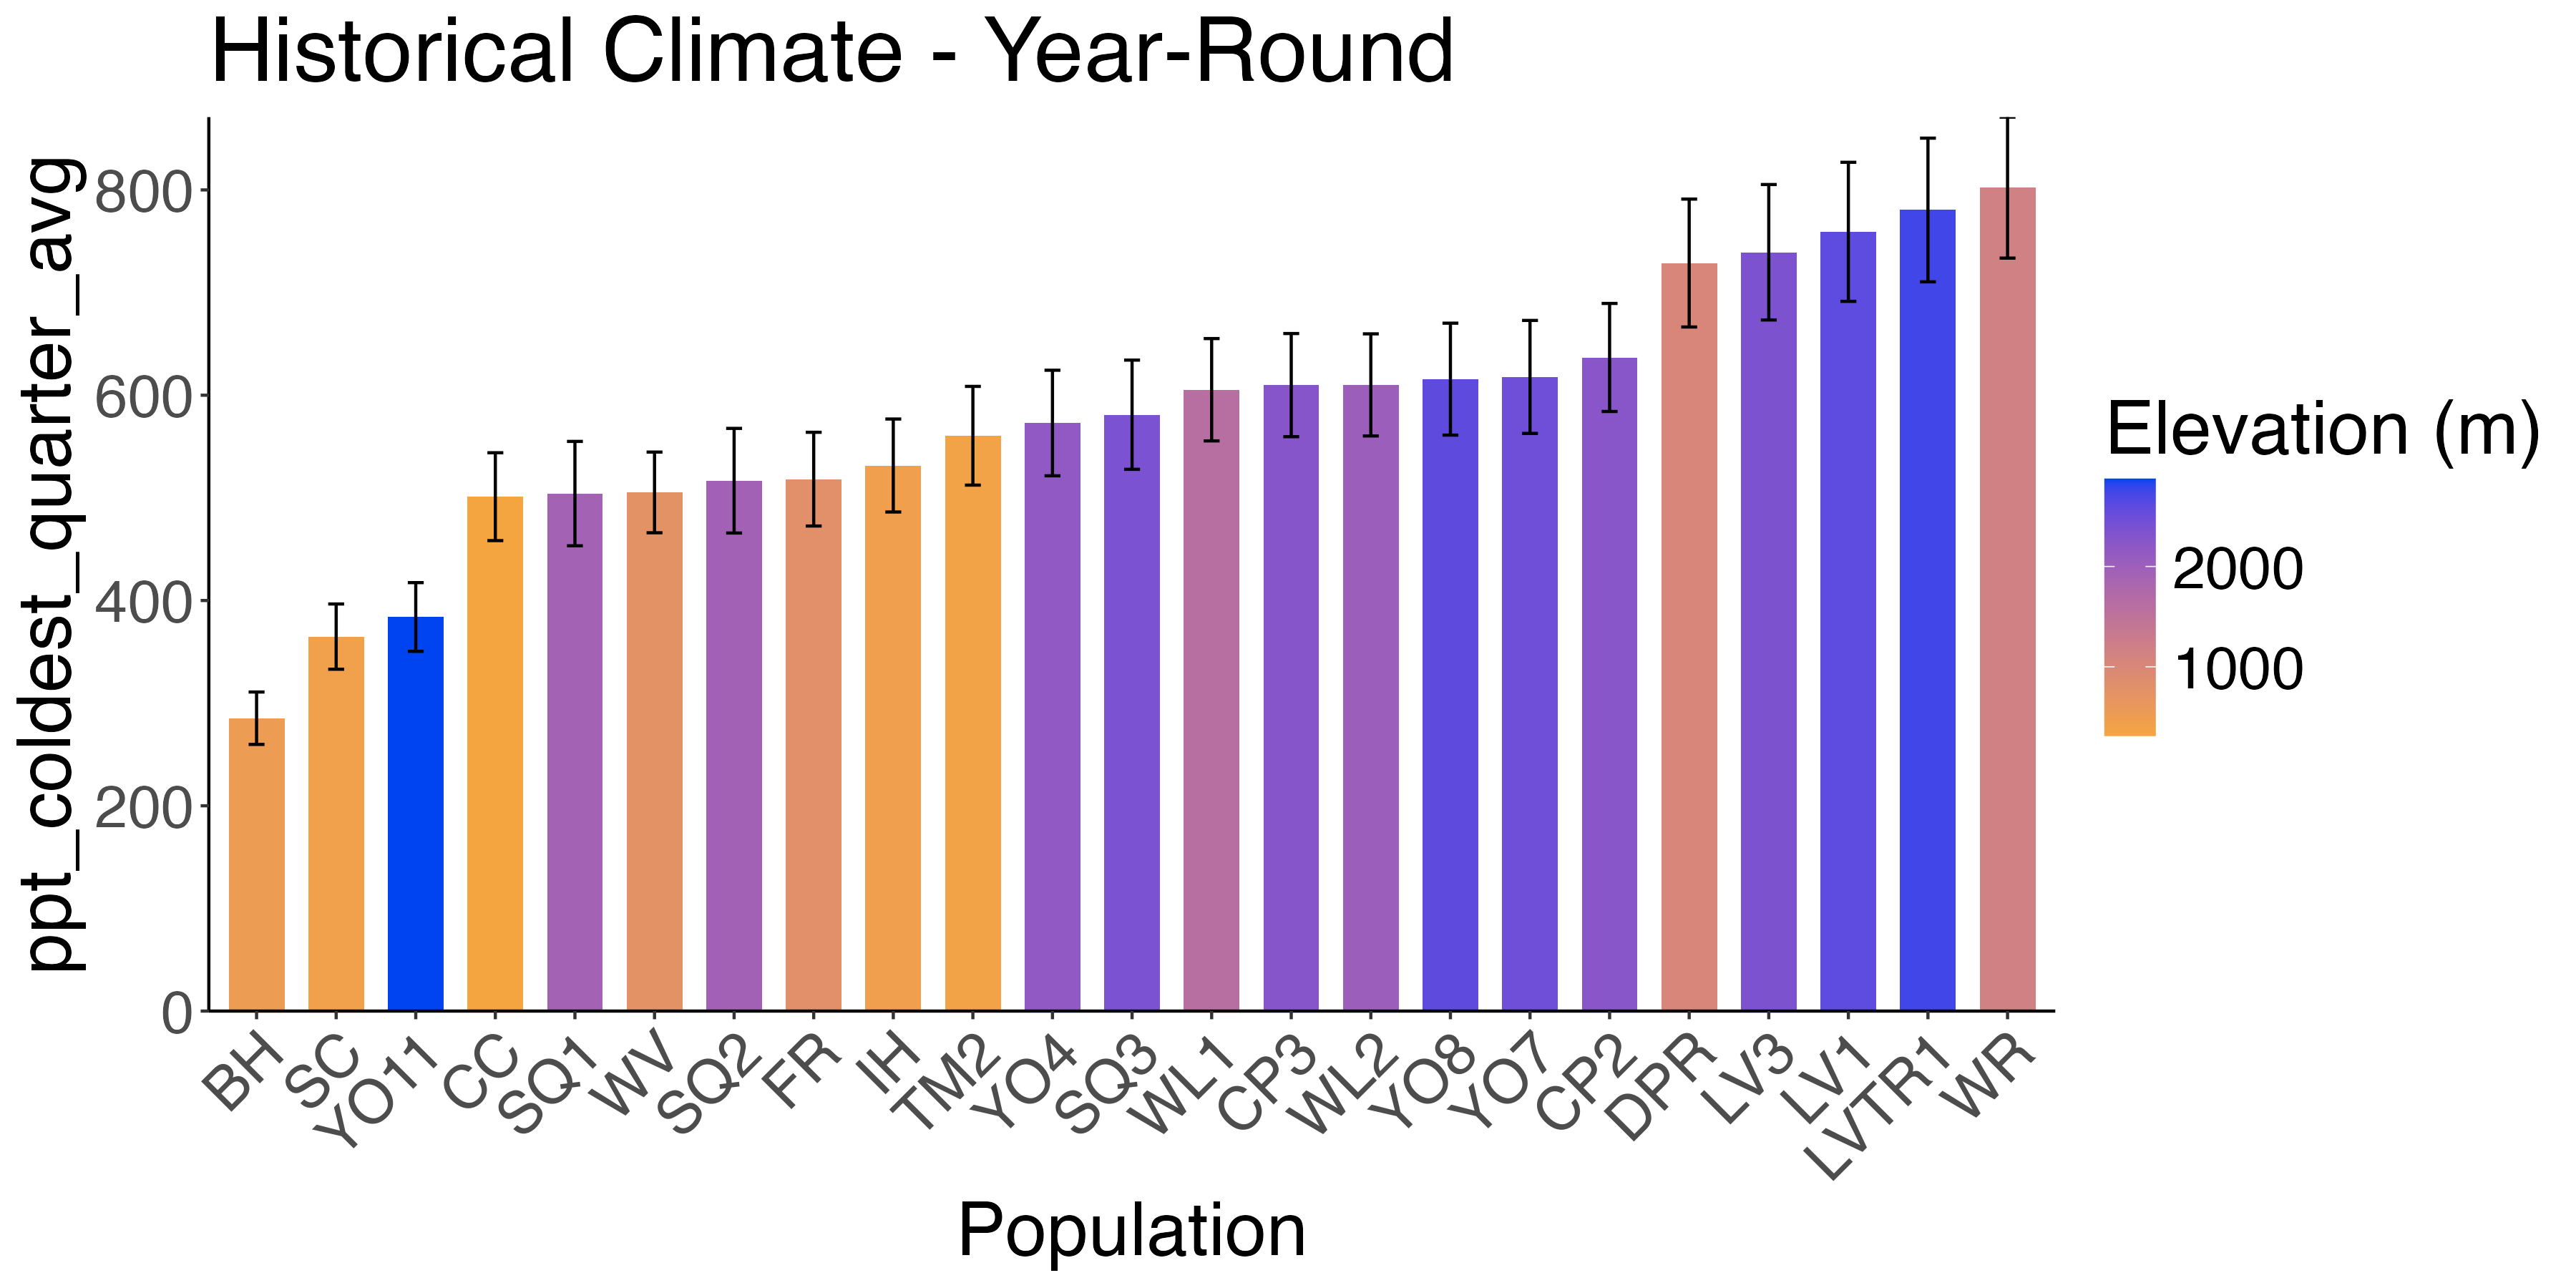 Historical Climate - Year-Round
ppt_coldest_quarter_avg
800
600
400
200
0
BH
SC
YO11
CC
SQ1
WV
SQ2
FR
IH
TM2
YO4
SQ3
WL1
CP3
WL2
YO8
YO7
CP2
DPR
LV3
LV1
LVTR1
WR
Population
Elevation (m)
2000
1000